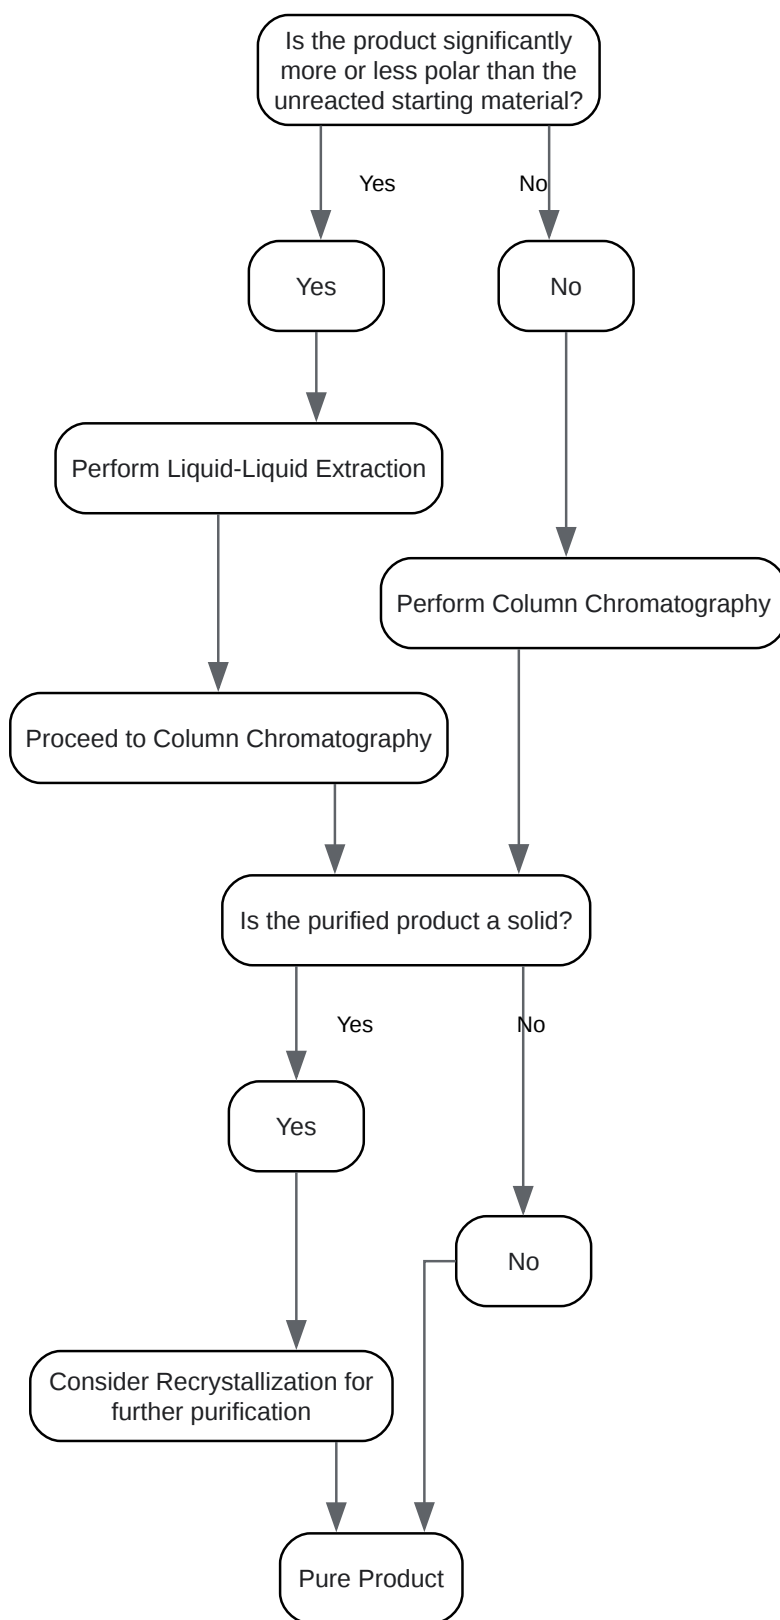 Is the product significantly
more or less polar than the
unreacted starting material?
Yes
No
Yes
No
Perform Liquid-Liquid Extraction
Perform Column Chromatography
Proceed to Column Chromatography
Is the purified product a solid?
Yes
No
Yes
No
Consider Recrystallization for
further purification
Pure Product